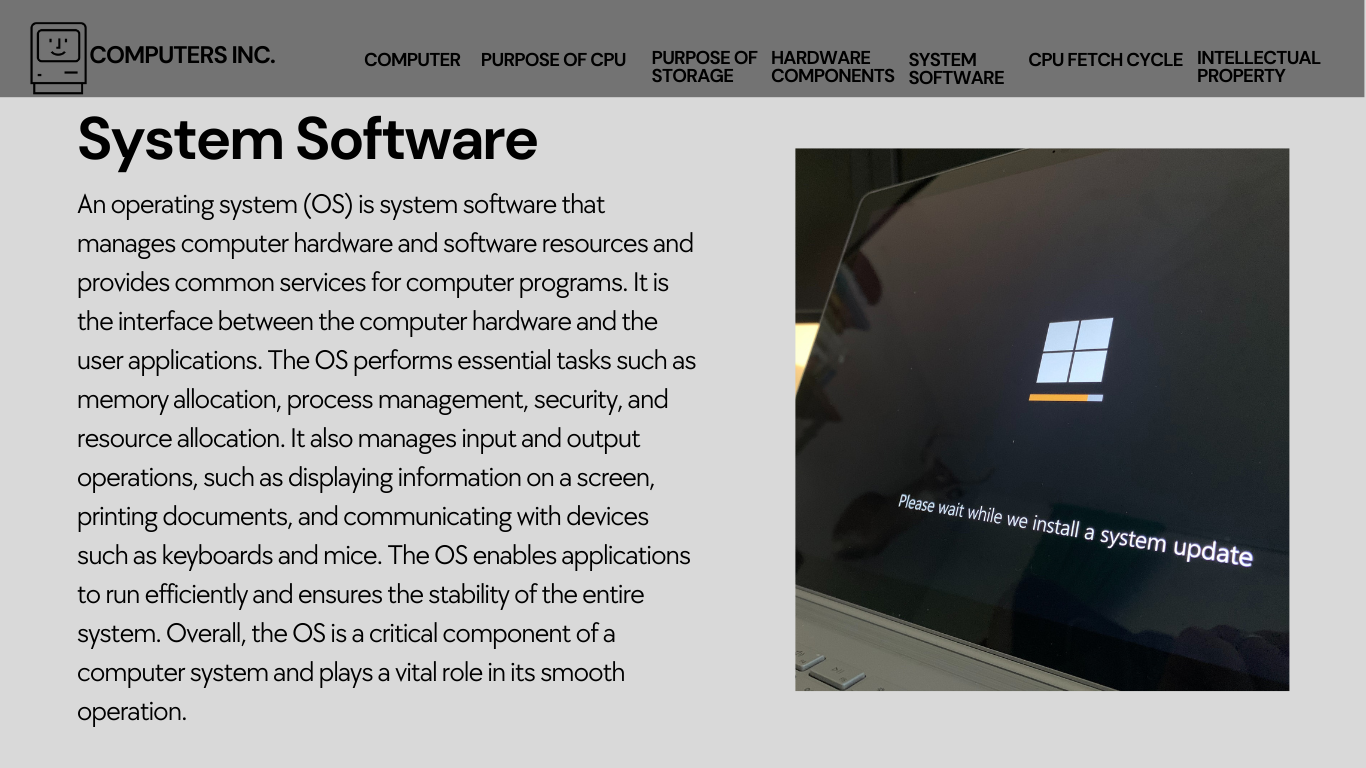 COMPUTERS INC.
COMPUTER
PURPOSE OF CPU
PURPOSE OF
STORAGE
HARDWARE
COMPONENTS
SYSTEM
SOFTWARE
CPU FETCH CYCLE
INTELLECTUAL
PROPERTY
System Software
An operating system (OS) is system software that
manages computer hardware and software resources and
provides common services for computer programs. It is
the interface between the computer hardware and the
user applications. The OS performs essential tasks such as
memory allocation, process management, security, and
resource allocation. It also manages input and output
operations, such as displaying information on a screen,
printing documents, and communicating with devices
such as keyboards and mice. The OS enables applications
to run efficiently and ensures the stability of the entire
system. Overall, the OS is a critical component of a
computer system and plays a vital role in its smooth
operation.
Please wait while we install a system update